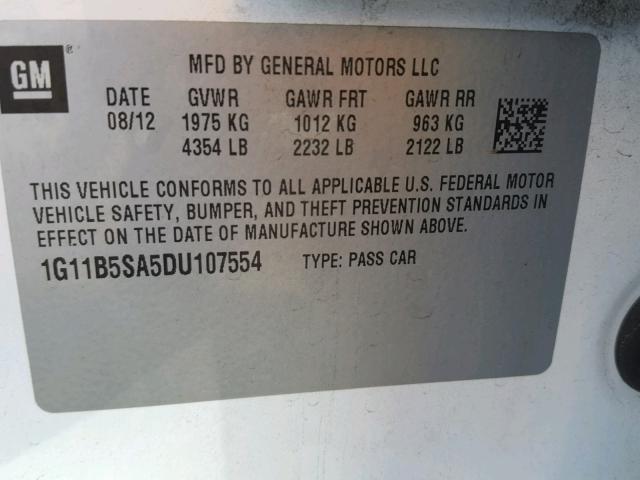 GM ®
MFD BY GENERAL MOTORS LLC
DATE GVWR GAWR FRT GAWR RR
08/12 1975 KG 1012 KG 963 KG
4354 LB 2232 LB 2122 LB
THIS VEHICLE CONFORMS TO ALL APPLICABLE U.S. FEDERAL MOTOR
VEHICLE SAFETY, BUMPER, AND THEFT PREVENTION STANDARDS IN
EFFECT ON THE DATE OF MANUFACTURE SHOWN ABOVE.
1G11B5SA5DU107554 TYPE: PASS CAR